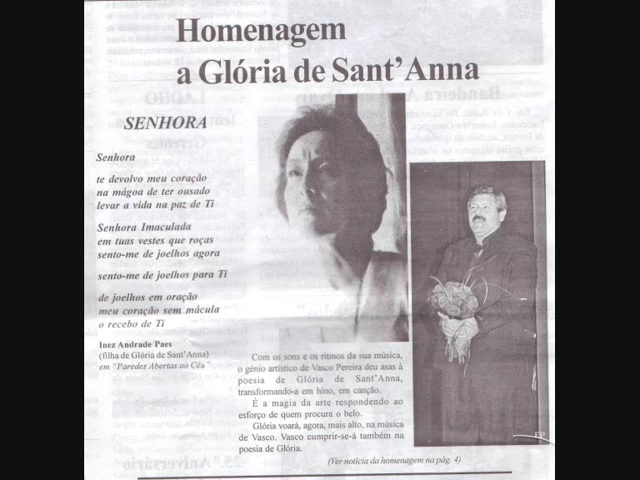 Homenagem
a Glória de Sant'Anna
SENHORA
Senhora
te devolvo meu coração
na mágoa de ter ousado
levar a vida na paz de Ti
Senhora Imaculada
em tuas vestes que roças
sento-me de joelhos agora
sento-me de joelhos para Ti
de joelhos em oração
meu coração sem mácula
o recebo de Ti
Inez Andrade Paes
(filha de Glória de Sant'Anna)
em "Paredes Abertas ao Céu"
Com os sons e os ritmos da sua música,
o génio artístico de Vasco Pereira deu asas à
poesia de Glória de Sant'Anna,
transformando-a em hino, em canção.
É a magia da arte respondendo ao
esforço de quem procura o belo.
Glória voará, agora, mais alto, na música
de Vasco. Vasco cumprir-se-á também na
poesia de Glória.
(Ver notícia da homenagem na pág. 4)